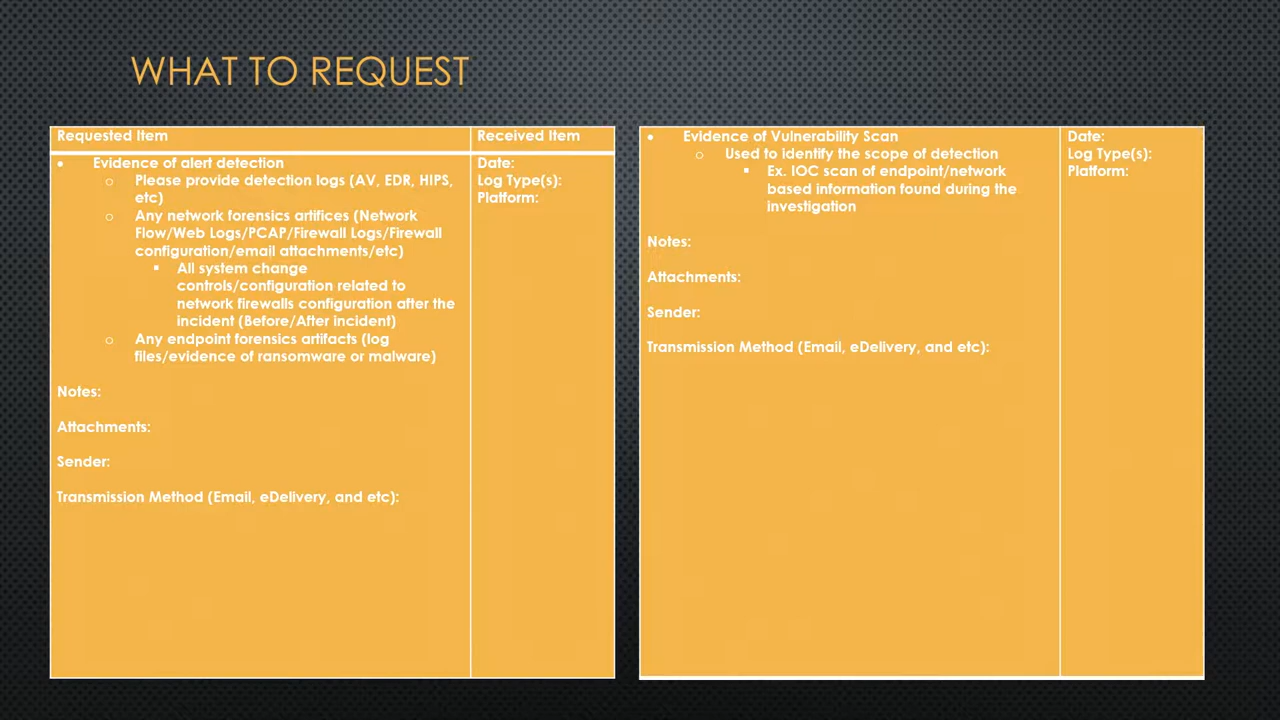 WHAT TO REQUEST
Requested Item
Received Item
• Evidence of alert detection
o Please provide detection logs (AV, EDR, HIPS,
etc)
o Any network forensics artifices (Network
Flow/Web Logs/PCAP/Firewall Logs/Firewall
configuration/email attachments/etc)
▪ All system change
controls/configuration related to
network firewalls configuration after the
incident (Before/After incident)
o Any endpoint forensics artifacts (log
files/evidence of ransomware or malware)
Notes:
Attachments:
Sender:
Transmission Method (Email, eDelivery, and etc):
Date:
Log Type(s):
Platform:
• Evidence of Vulnerability Scan
o Used to identify the scope of detection
▪ Ex. IOC scan of endpoint/network
based information found during the
investigation
Notes:
Attachments:
Sender:
Transmission Method (Email, eDelivery, and etc):
Date:
Log Type(s):
Platform: